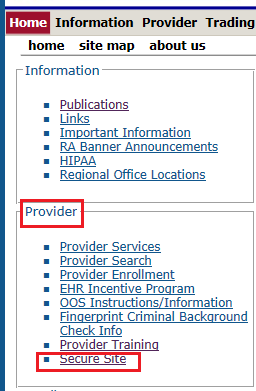 Home Information Provider Trading
home site map about us
Information
Publications
Links
Important Information
RA Banner Announcements
HIPAA
Regional Office Locations
Provider
Provider Services
Provider Search
Provider Enrollment
EHR Incentive Program
OOS Instructions/Information
Fingerprint Criminal Background
Check Info
Provider Training
Secure Site